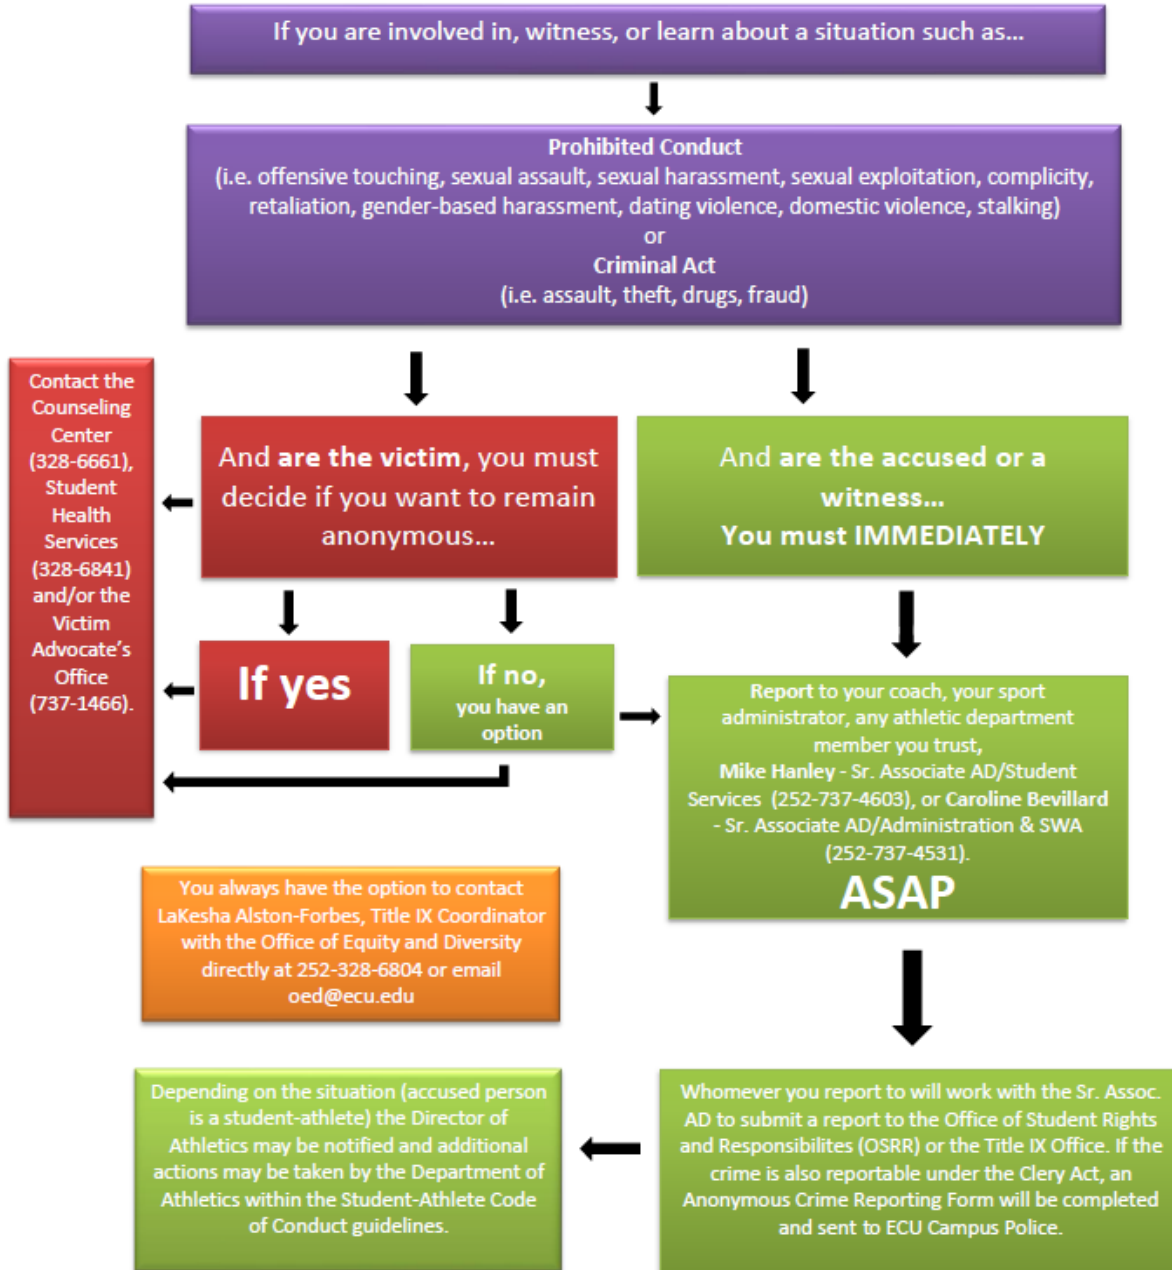 If you are involved in, witness, or learn about a situation such as…
Prohibited Conduct
(i.e. offensive touching, sexual assault, sexual harassment, sexual exploitation, complicity,
retaliation, gender-based harassment, dating violence, domestic violence, stalking)
or
Criminal Act
(i.e. assault, theft, drugs, fraud)
Contact the
Counseling
Center
(328-6661),
Student
Health
Services
(328-6841)
and/or the
Victim
Advocate's
Office
(737-1466).
And are the victim, you must
decide if you want to remain
anonymous…
And are the accused or a
witness…
You must IMMEDIATELY
If yes
If no,
you have an
option
Report to your coach, your sport
administrator, any athletic department
member you trust,
Mike Hanley - Sr. Associate AD/Student
Services (252-737-4603), or Caroline Bevillard
- Sr. Associate AD/Administration & SWA
(252-737-4531).
ASAP
You always have the option to contact
LaKesha Alston-Forbes, Title IX Coordinator
with the Office of Equity and Diversity
directly at 252-328-6804 or email
oed@ecu.edu
Depending on the situation (accused person
is a student-athlete) the Director of
Athletics may be notified and additional
actions may be taken by the Department of
Athletics within the Student-Athlete Code
of Conduct guidelines.
Whomever you report to will work with the Sr. Assoc.
AD to submit a report to the Office of Student Rights
and Responsibilites (OSRR) or the Title IX Office. If the
crime is also reportable under the Clery Act, an
Anonymous Crime Reporting Form will be completed
and sent to ECU Campus Police.